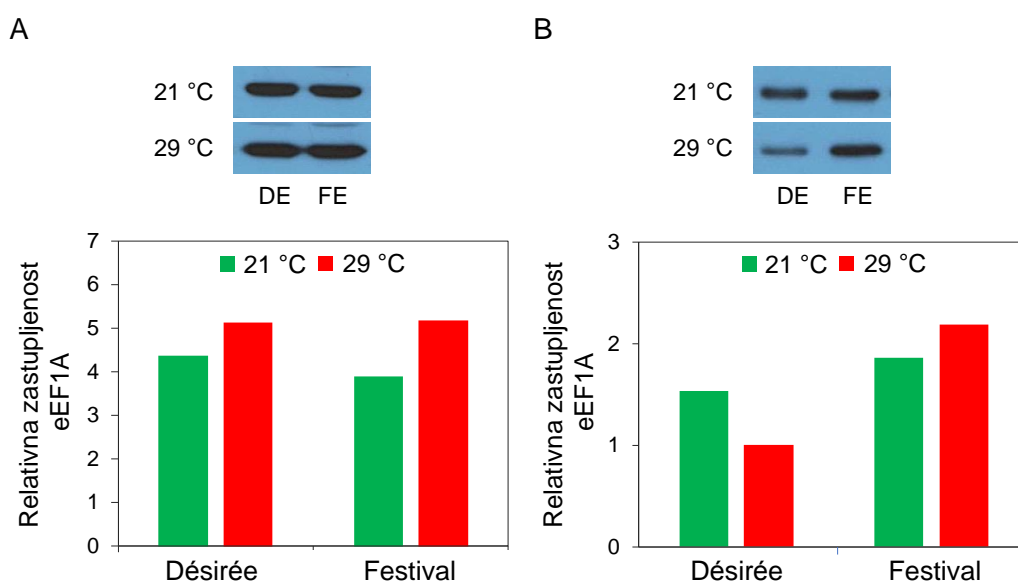 A
21 °C
29 °C
DE FE
Relativna zastupljenost
eEF1A
7
6
5
4
3
2
1
0
21 °C 29 °C
Désirée Festival
B
21 °C
29 °C
DE FE
Relativna zastupljenost
eEF1A
3
2
1
0
21 °C 29 °C
Désirée Festival